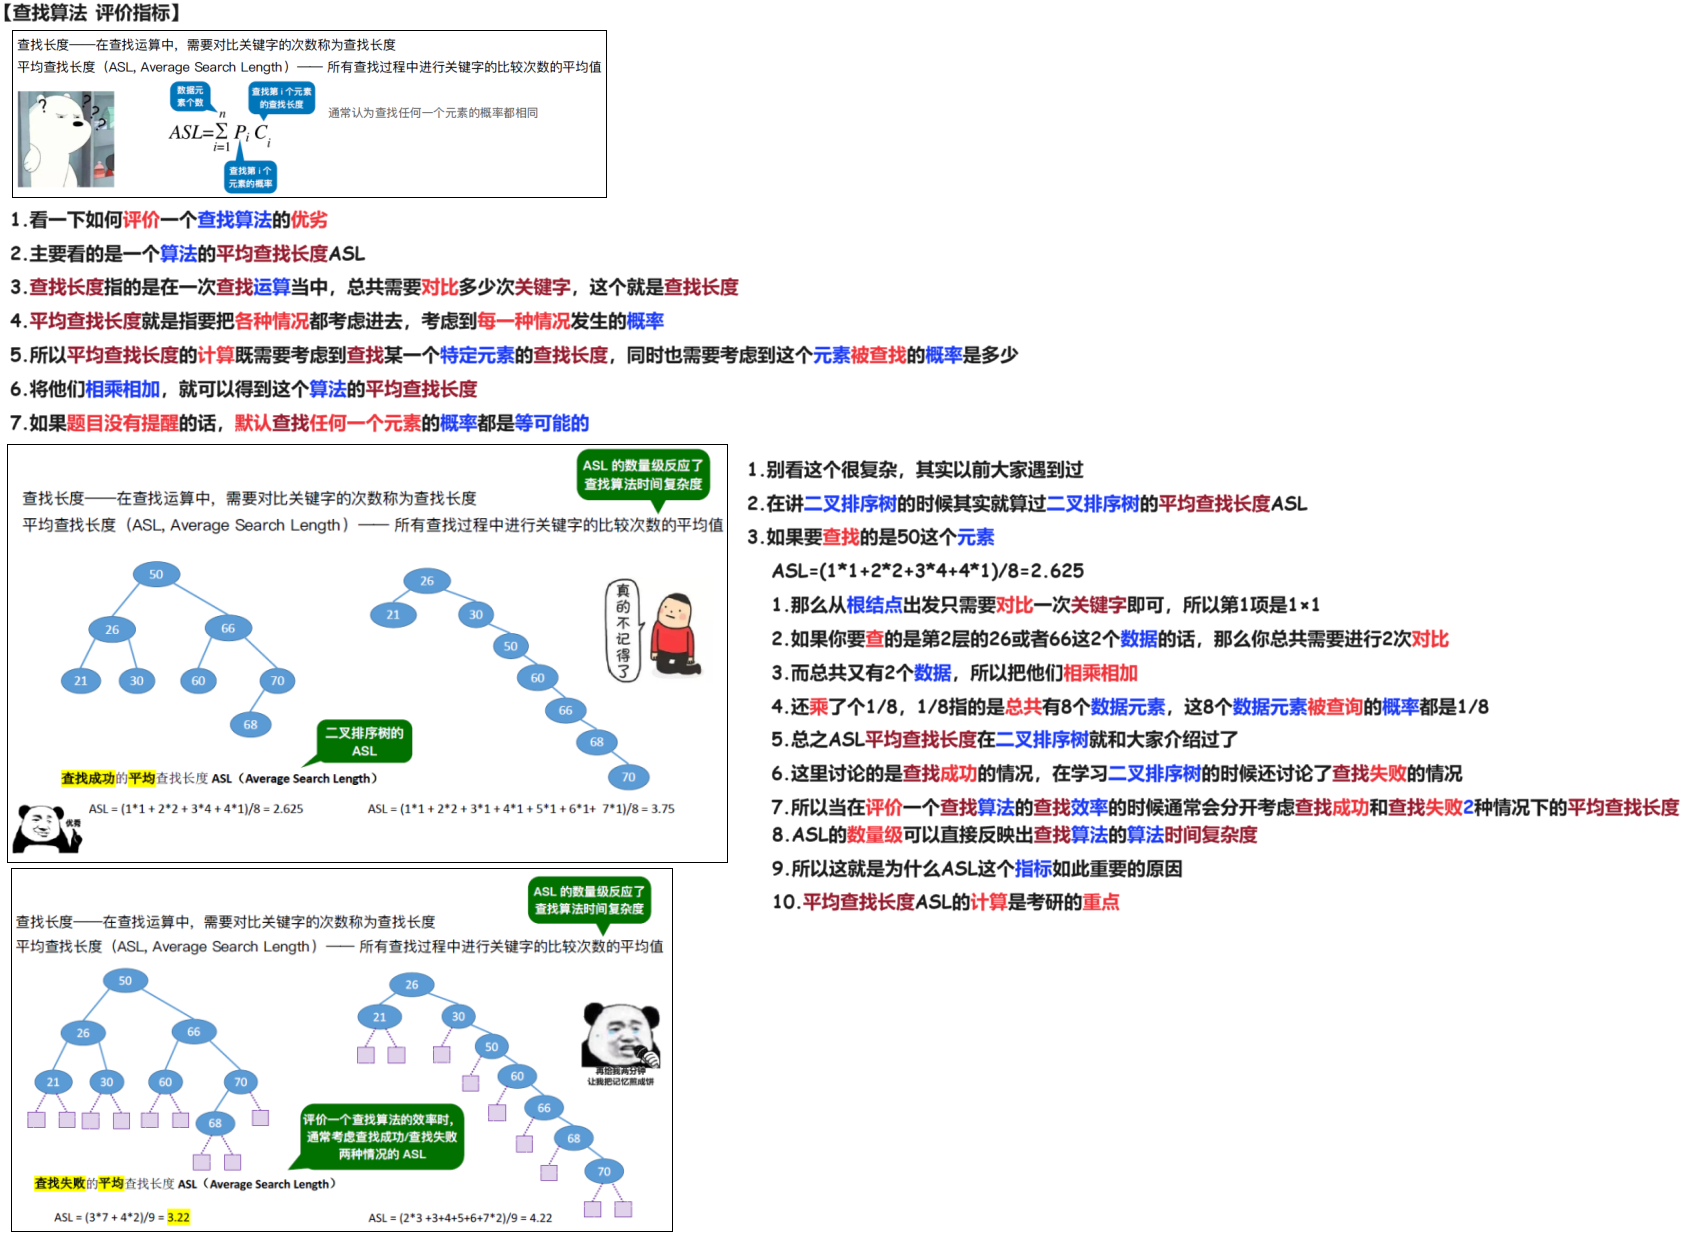 【查找算法 评价指标】
查找长度——在查找运算中，需要对比关键字的次数称为查找长度
平均查找长度（ASL, Average Search Length）—— 所有查找过程中进行关键字的比较次数的平均值
数据元
素个数
查找第 i 个元素
的查找长度
通常认为查找任何一个元素的概率都相同
? ? ? ?
n
ASL=Σ Pi Ci
i=1
查找第 i 个
元素的概率
1.看一下如何评价一个查找算法的优劣
2.主要看的是一个算法的平均查找长度ASL
3.查找长度指的是在一次查找运算当中，总共需要对比多少次关键字，这个就是查找长度
4.平均查找长度就是指要把各种情况都考虑进去，考虑到每一种情况发生的概率
5.所以平均查找长度的计算既需要考虑到查找某一个特定元素的查找长度，同时也需要考虑到这个元素被查找的概率是多少
6.将他们相乘相加，就可以得到这个算法的平均查找长度
7.如果题目没有提醒的话，默认查找任何一个元素的概率都是等可能的
ASL 的数量级反应了
查找算法时间复杂度
查找长度——在查找运算中，需要对比关键字的次数称为查找长度
平均查找长度（ASL, Average Search Length）—— 所有查找过程中进行关键字的比较次数的平均值
50
26 66
21 30 60 70
68
26
21 30
50
60
66
68
70
真的不记得了
二叉排序树的
ASL
查找成功的平均查找长度 ASL（Average Search Length）
ASL = (1*1 + 2*2 + 3*4 + 4*1)/8 = 2.625
ASL = (1*1 + 2*2 + 3*1 + 4*1 + 5*1 + 6*1+ 7*1)/8 = 3.75
优秀
1.别看这个很复杂，其实以前大家遇到过
2.在讲二叉排序树的时候其实就算过二叉排序树的平均查找长度ASL
3.如果要查找的是50这个元素
ASL=(1*1+2*2+3*4+4*1)/8=2.625
1.那么从根结点出发只需要对比一次关键字即可，所以第1项是1×1
2.如果你要查的是第2层的26或者66这2个数据的话，那么你总共需要进行2次对比
3.而总共又有2个数据，所以把他们相乘相加
4.还乘了个1/8，1/8指的是总共有8个数据元素，这8个数据元素被查询的概率都是1/8
5.总之ASL平均查找长度在二叉排序树就和大家介绍过了
6.这里讨论的是查找成功的情况，在学习二叉排序树的时候还讨论了查找失败的情况
7.所以当在评价一个查找算法的查找效率的时候通常会分开考虑查找成功和查找失败2种情况下的平均查找长度
8.ASL的数量级可以直接反映出查找算法的算法时间复杂度
9.所以这就是为什么ASL这个指标如此重要的原因
10.平均查找长度ASL的计算是考研的重点
ASL 的数量级反应了
查找算法时间复杂度
查找长度——在查找运算中，需要对比关键字的次数称为查找长度
平均查找长度（ASL, Average Search Length）—— 所有查找过程中进行关键字的比较次数的平均值
50
26 66
21 30 60 70
68
26
21 30
50
60
66
68
70
再给我两分钟
让我把记忆煎成饼
评价一个查找算法的效率时，
通常考虑查找成功/查找失败
两种情况的 ASL
查找失败的平均查找长度 ASL（Average Search Length）
ASL = (3*7 + 4*2)/9 = 3.22
ASL = (2*3 +3+4+5+6+7*2)/9 = 4.22